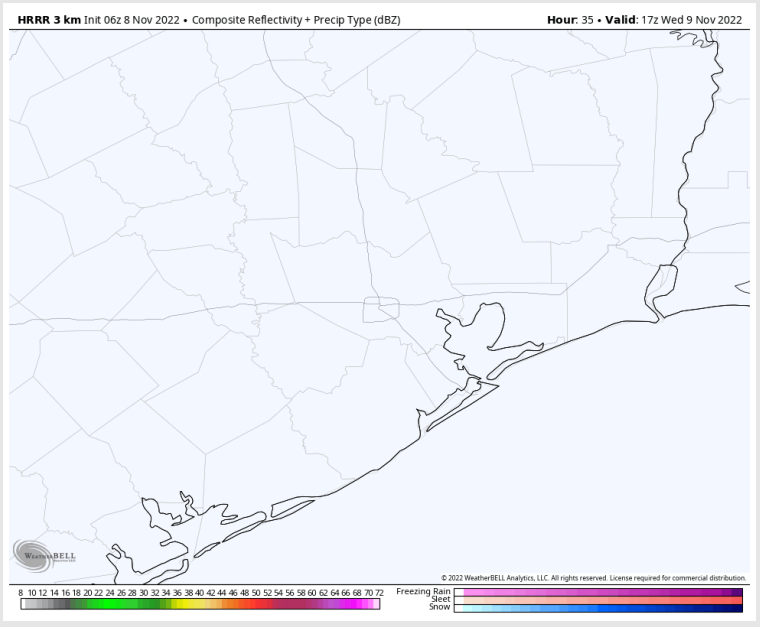 HRRR 3 km Init 06z 8 Nov 2022 • Composite Reflectivity + Precip Type (dBZ) Hour: 35 • Valid: 17z Wed 9 Nov 2022
WeatherBELL
© 2022 WeatherBELL Analytics, LLC. All rights reserved. License required for commercial distribution.
8 10 12 14 16 18 20 22 24 26 28 30 32 34 36 38 40 42 44 46 48 50 52 54 56 58 60 62 64 66 68 70 72
Freezing Rain
Sleet
Snow